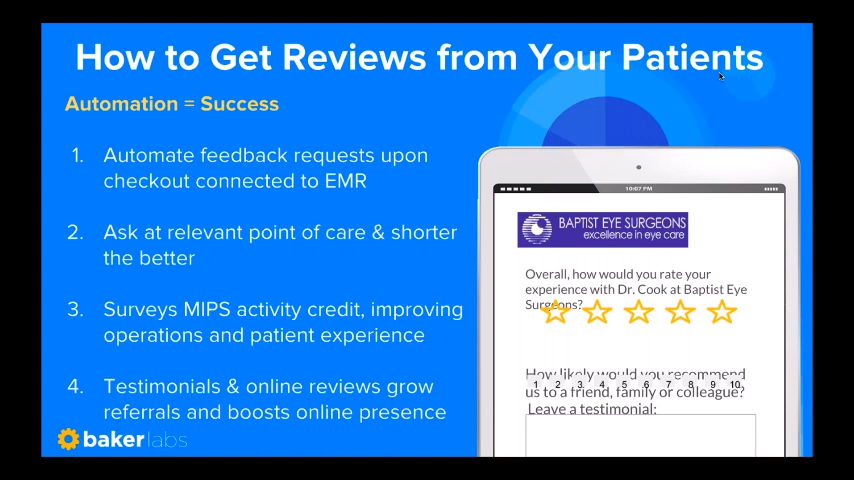 How to Get Reviews from Your Patients
Automation = Success
1. Automate feedback requests upon
checkout connected to EMR
2. Ask at relevant point of care & shorter
the better
3. Surveys MIPS activity credit, improving
operations and patient experience
4. Testimonials & online reviews grow
referrals and boosts online presence
bakerlabs
10:07 PM
BAPTIST EYE SURGEONS
excellence in eye care
Overall, how would you rate your
experience with Dr. Cook at Baptist Eye
Surgeons?
How likely would you recommend
1 2 3 4 5 6 7 8 9 10
us to a friend, family or colleague?
Leave a testimonial: